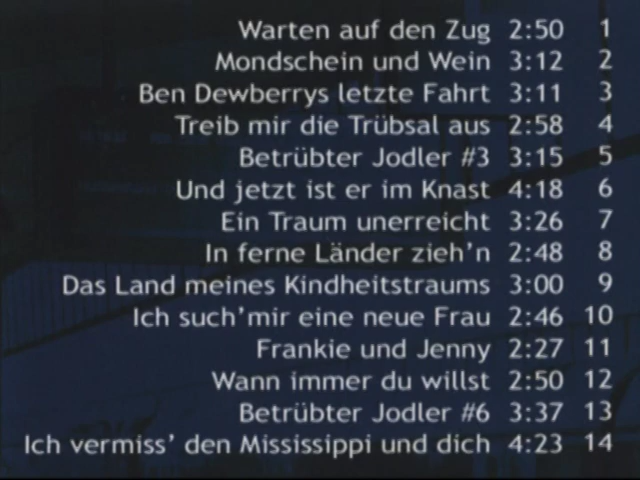 Warten auf den Zug 2:50 1
Mondschein und Wein 3:12 2
Ben Dewberrys letzte Fahrt 3:11 3
Treib mir die Trübsal aus 2:58 4
Betrübter Jodler #3 3:15 5
Und jetzt ist er im Knast 4:18 6
Ein Traum unerreicht 3:26 7
In ferne Länder zieh'n 2:48 8
Das Land meines Kindheitstraums 3:00 9
Ich such'mir eine neue Frau 2:46 10
Frankie und Jenny 2:27 11
Wann immer du willst 2:50 12
Betrübter Jodler #6 3:37 13
Ich vermiss' den Mississippi und dich 4:23 14